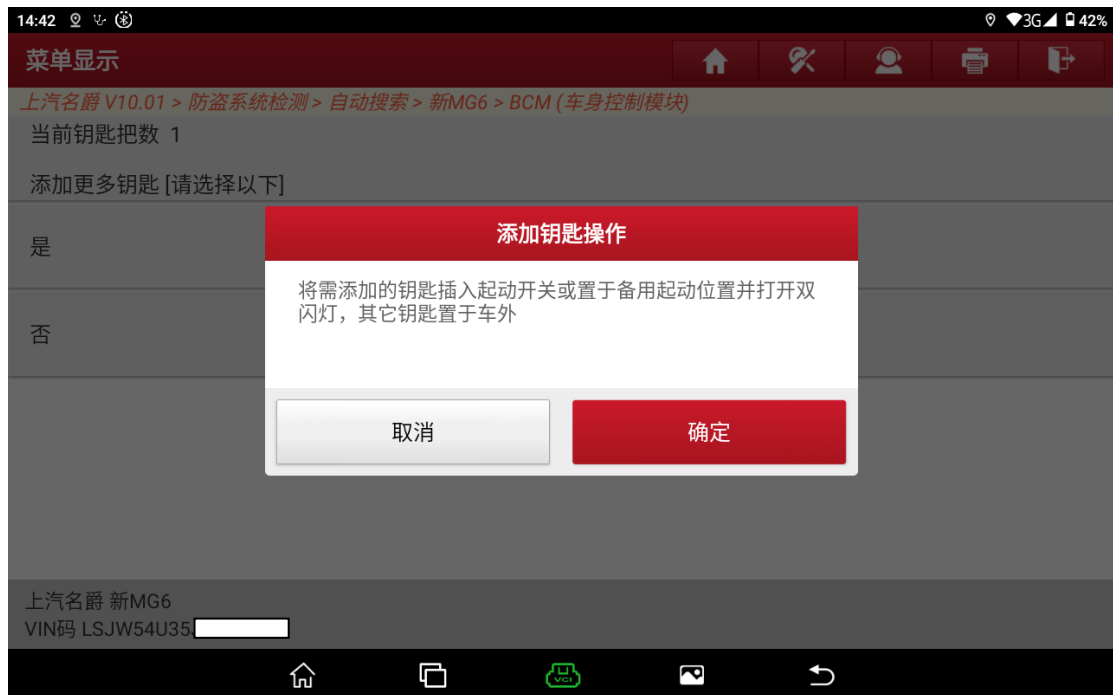 14:42
3G 42%
菜单显示
上汽名爵 V10.01 > 防盗系统检测 > 自动搜索 > 新MG6 > BCM (车身控制模块)
当前钥匙把数 1
添加更多钥匙 [请选择以下]
是
否
添加钥匙操作
将需添加的钥匙插入起动开关或置于备用起动位置并打开双
闪灯，其它钥匙置于车外
取消
确定
上汽名爵 新MG6
VIN码 LSJW54U35
VCI